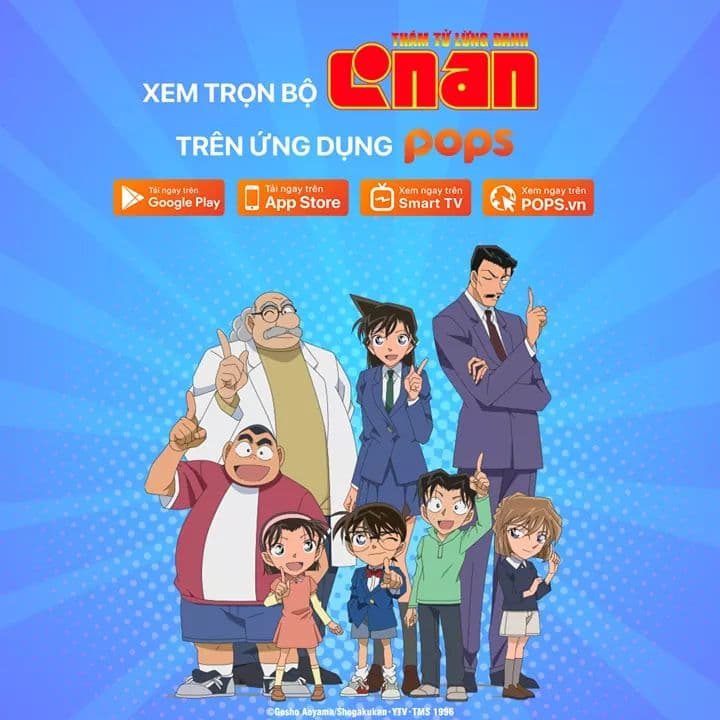 THÁM TỬ LỪNG DANH
XEM TRỌN BỘ Conan
TRÊN ỨNG DỤNG POPS
Tải ngay trên
Google Play
Tải ngay trên
App Store
Xem ngay trên
Smart TV
Xem ngay trên
POPS.vn
©Gosho Aoyama/Shogakukan・YTV・TMS 1996